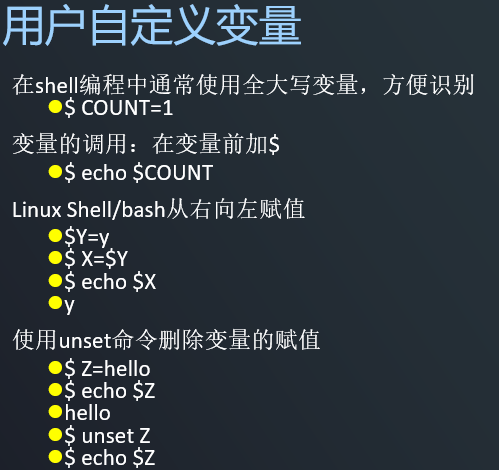 用户自定义变量
在shell编程中通常使用全大写变量，方便识别
$ COUNT=1
变量的调用：在变量前加$
$ echo $COUNT
Linux Shell/bash从右向左赋值
$Y=y
$ X=$Y
$ echo $X
y
使用unset命令删除变量的赋值
$ Z=hello
$ echo $Z
hello
$ unset Z
$ echo $Z